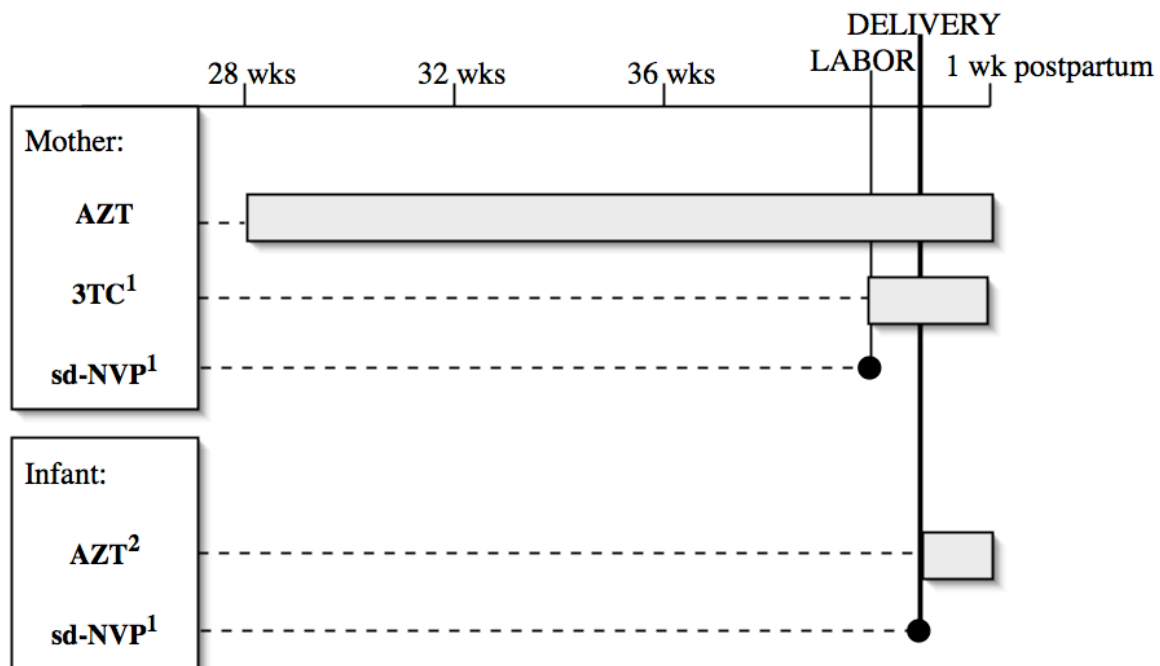 DELIVERY
LABOR
28 wks 32 wks 36 wks 1 wk postpartum
Mother:
AZT
3TC¹
sd-NVP¹
Infant:
AZT²
sd-NVP¹